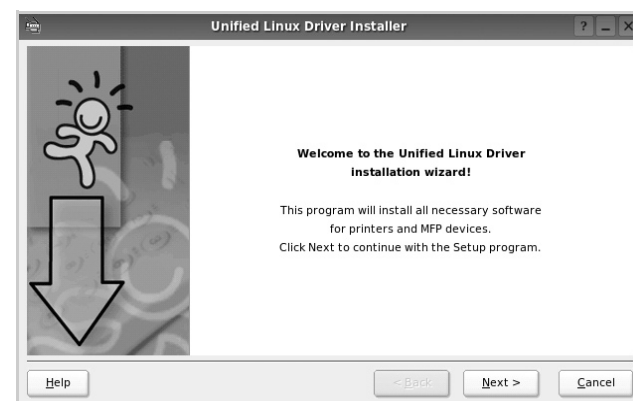 Unified Linux Driver Installer
Welcome to the Unified Linux Driver
installation wizard!
This program will install all necessary software
for printers and MFP devices.
Click Next to continue with the Setup program.
Help
< Back
Next >
Cancel